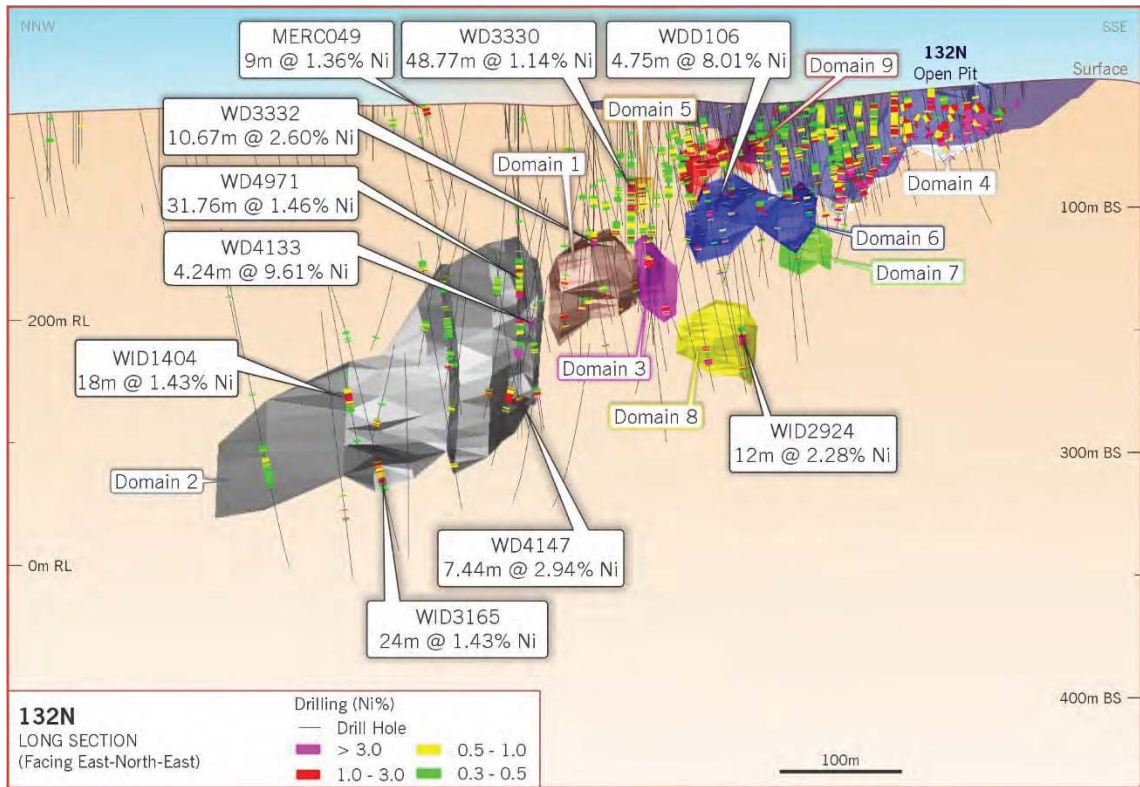 NNW
SSE
MERC049
9m @ 1.36% Ni
WD3330
48.77m @ 1.14% Ni
WDD106
4.75m @ 8.01% Ni
Domain 9
132N
Open Pit
Surface
WD3332
10.67m @ 2.60% Ni
Domain 5
Domain 1
WD4971
31.76m @ 1.46% Ni
Domain 4
100m BS
WD4133
4.24m @ 9.61% Ni
Domain 6
Domain 7
200m RL
WID1404
18m @ 1.43% Ni
Domain 3
Domain 8
WID2924
12m @ 2.28% Ni
300m BS
Domain 2
WD4147
7.44m @ 2.94% Ni
0m RL
WID3165
24m @ 1.43% Ni
400m BS
132N
LONG SECTION
(Facing East-North-East)
Drilling (Ni%)
Drill Hole
> 3.0
0.5 - 1.0
1.0 - 3.0
0.3 - 0.5
100m